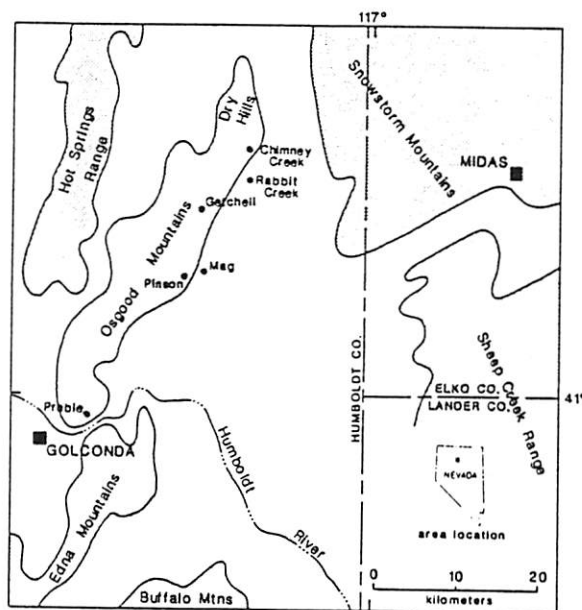 117°
Hot Springs
Range
Dry Hills
Snowstorm Mountains
Chimney
Creek
Rabbit
Creek
MIDAS
Getchell
Osgood Mountains
Pinson
Mag
Sheep Creek Range
HUMBOLDT CO.
ELKO CO.
LANDER CO.
41°
Preble
GOLCONDA
Humboldt
River
Edna Mountains
Buffalo Mtns
NEVADA
area location
0 10 20
kilometers